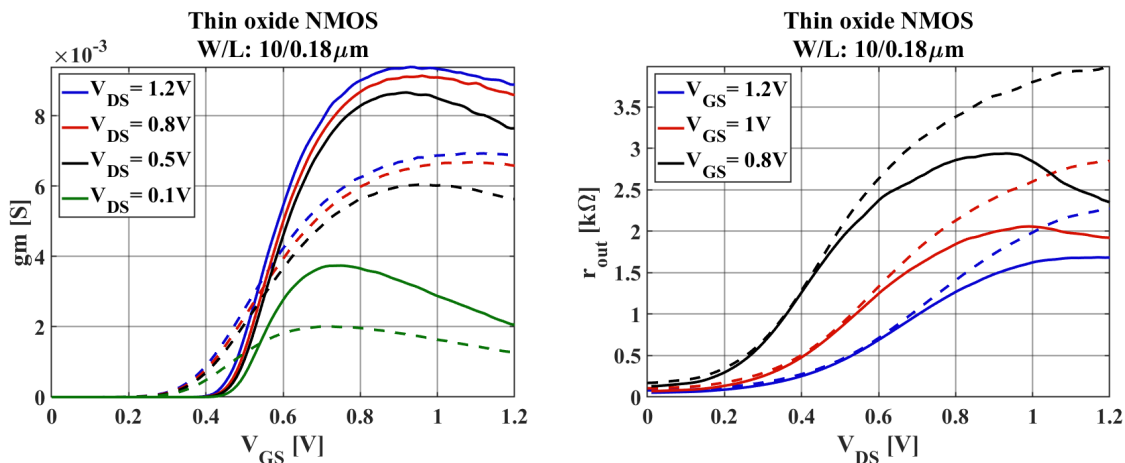 Thin oxide NMOS
W/L: 10/0.18μm
×10⁻³
V_DS = 1.2V
V_DS = 0.8V
V_DS = 0.5V
V_DS = 0.1V
gm [S]
8
6
4
2
0
0 0.2 0.4 0.6 0.8 1 1.2
V_GS [V]
Thin oxide NMOS
W/L: 10/0.18μm
V_GS = 1.2V
V_GS = 1V
V_GS = 0.8V
r_out [kΩ]
3.5
3
2.5
2
1.5
1
0.5
0
0 0.2 0.4 0.6 0.8 1 1.2
V_DS [V]